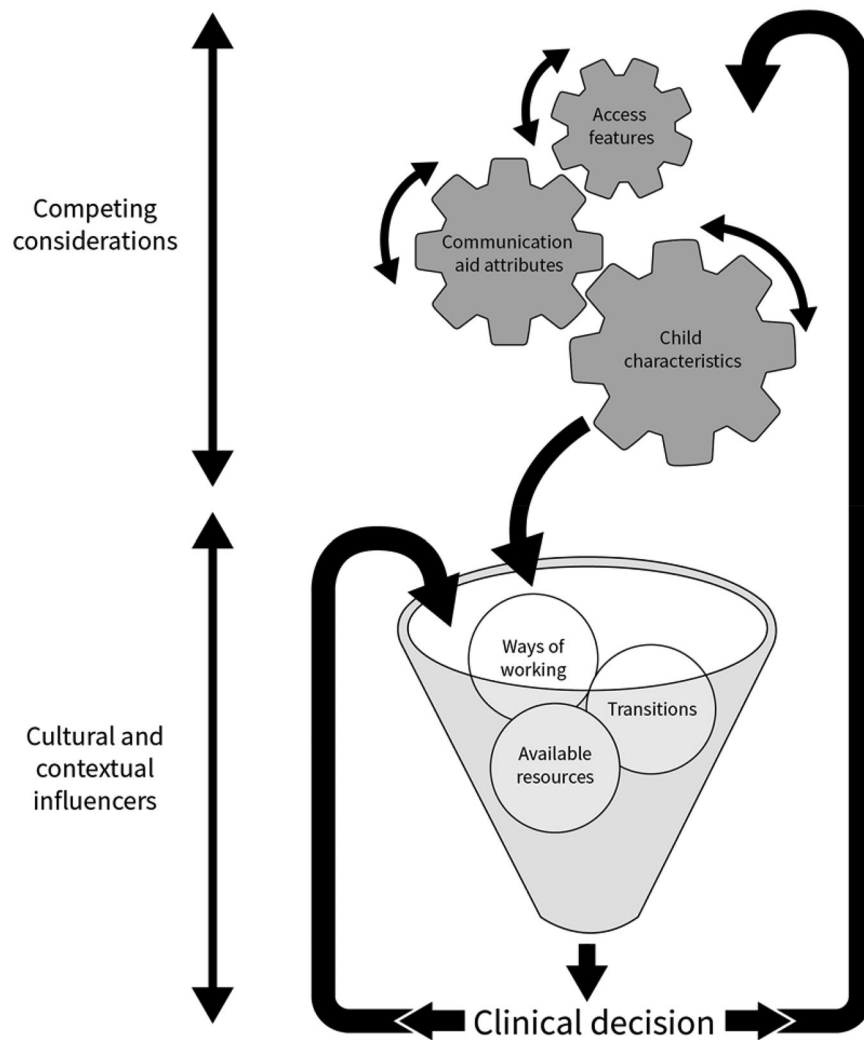 Access
features
Communication
aid attributes
Child
characteristics
Competing
considerations
Ways of
working
Transitions
Available
resources
Cultural and
contextual
influencers
Clinical decision